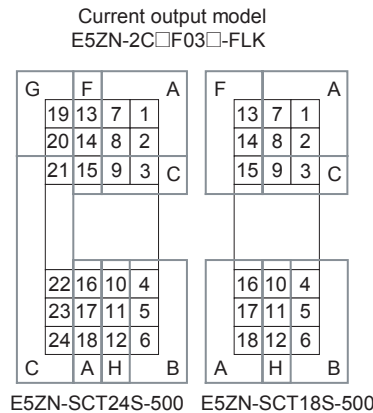 Current output model
E5ZN-2C□F03□-FLK
G F A F A
19 13 7 1 13 7 1
20 14 8 2 14 8 2
21 15 9 3 C 15 9 3 C
22 16 10 4 16 10 4
23 17 11 5 17 11 5
24 18 12 6 18 12 6
C A H B A H B
E5ZN-SCT24S-500 E5ZN-SCT18S-500